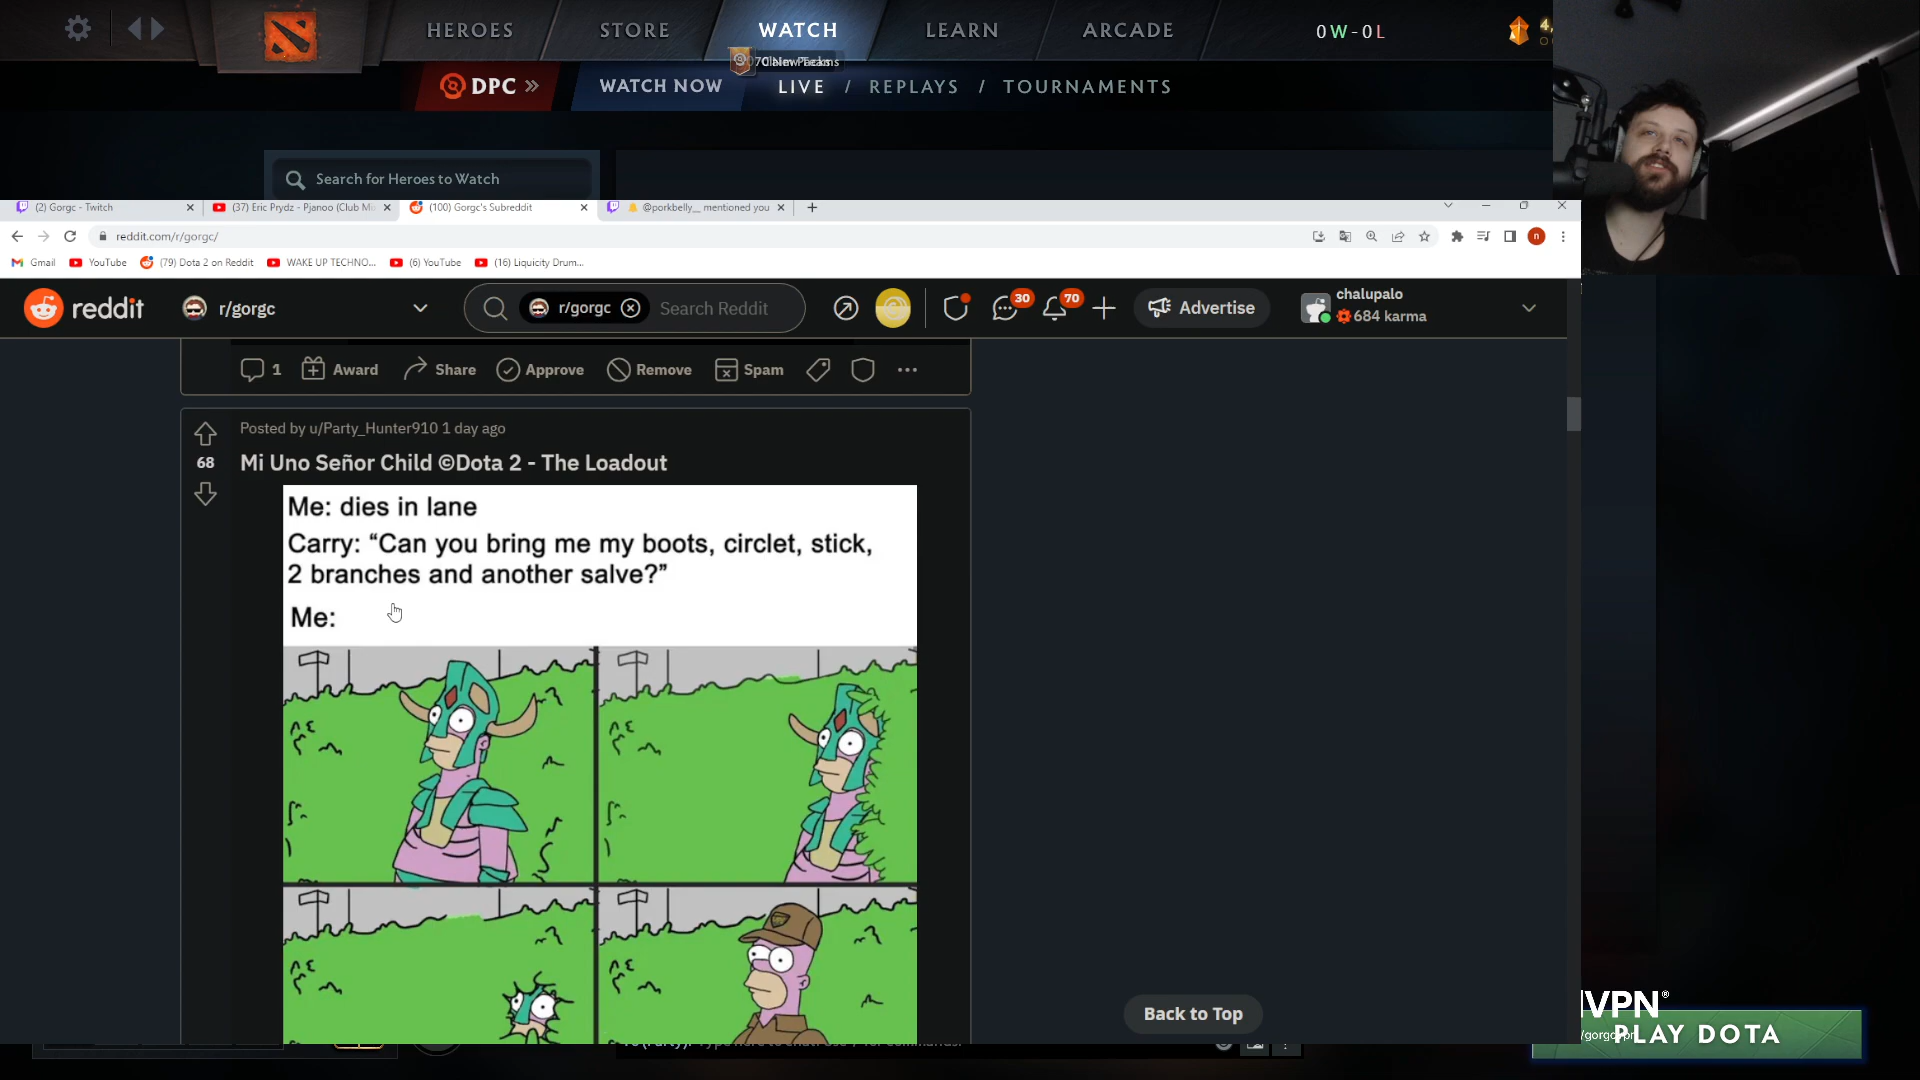 HEROES
STORE
WATCH
LEARN
ARCADE
0 W - 0 L
DPC
WATCH NOW
LIVE / REPLAYS / TOURNAMENTS
Search for Heroes to Watch
(2) Gorgc - Twitch
(37) Eric Prydz - Pjanoo (Club Mi
(100) Gorgc's Subreddit
@porkbelly__ mentioned you
reddit.com/r/gorgc/
n
Gmail
YouTube
(79) Dota 2 on Reddit
WAKE UP TECHNO...
(6) YouTube
(16) Liquicity Drum...
reddit
r/gorgc
r/gorgc
Search Reddit
30
70
Advertise
chalupalo
684 karma
1
Award
Share
Approve
Remove
Spam
Posted by u/Party_Hunter910 1 day ago
68
Mi Uno Señor Child ©Dota 2 - The Loadout
Me: dies in lane
Carry: “Can you bring me my boots, circlet, stick,
2 branches and another salve?”
Me:
Back to Top
VPN®
PLAY DOTA